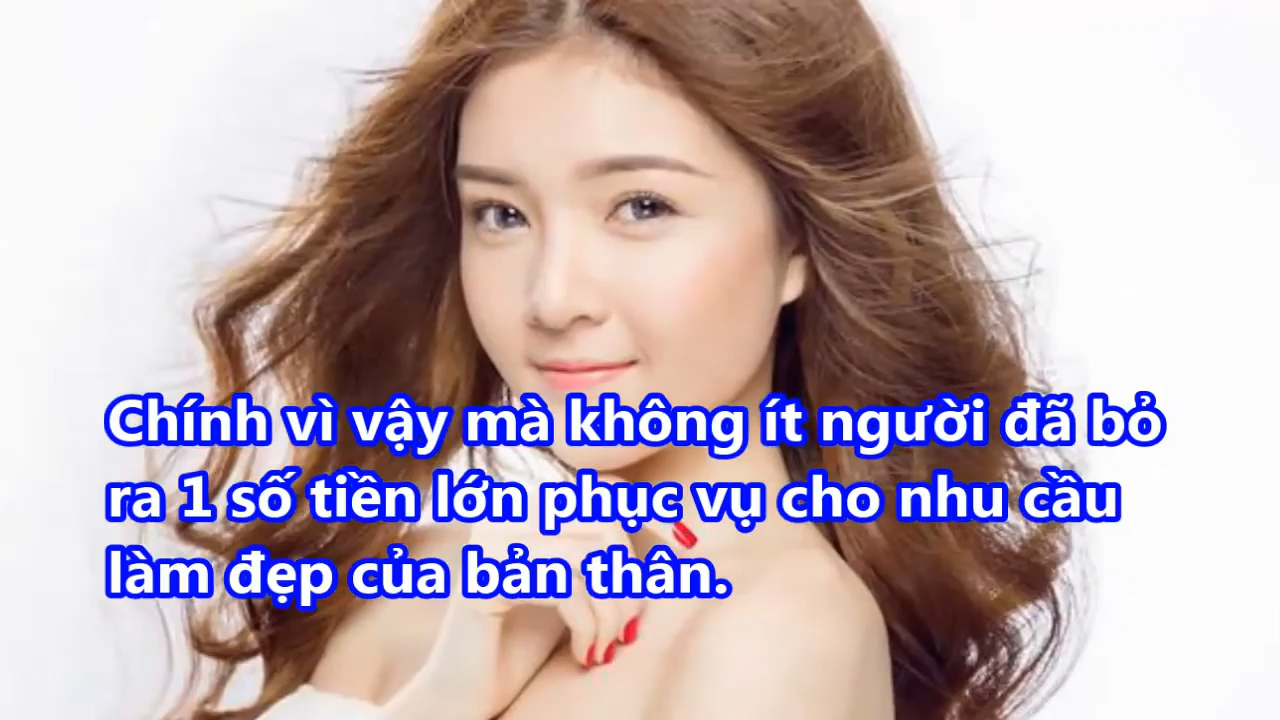 Chính vì vậy mà không ít người đã bỏ
ra 1 số tiền lớn phục vụ cho nhu cầu
làm đẹp của bản thân.